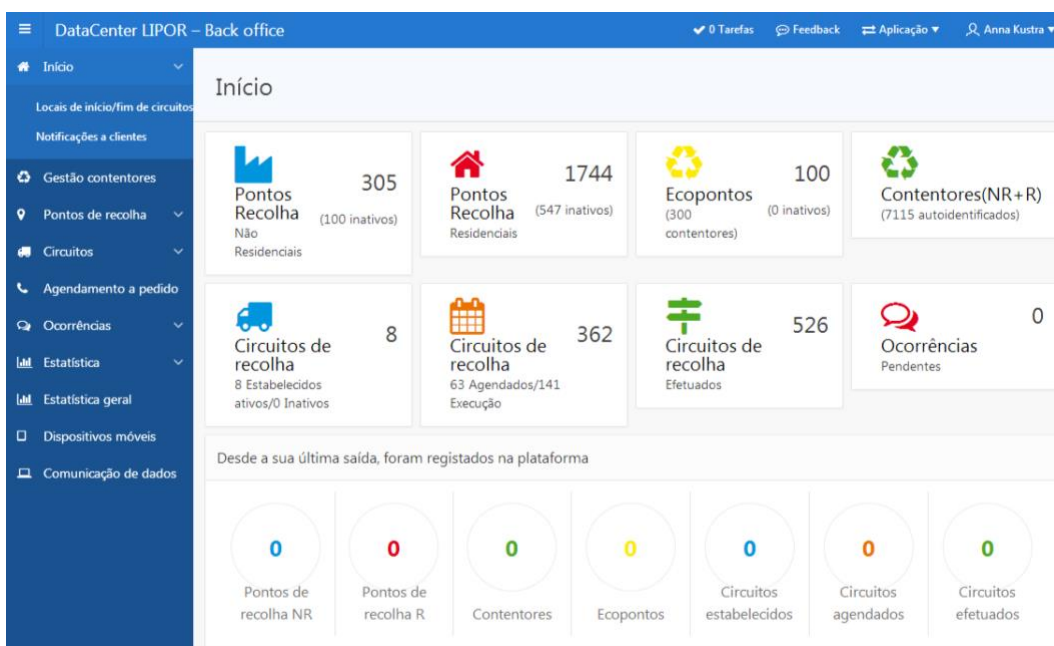 DataCenter LIPOR – Back office
0 Tarefas
Feedback
Aplicação
Anna Kustra
Início
Locais de início/fim de circuitos
Notificações a clientes
Gestão contentores
Pontos de recolha
Circuitos
Agendamento a pedido
Ocorrências
Estatística
Estatística geral
Dispositivos móveis
Comunicação de dados
Início
305
Pontos
Recolha
(100 inativos)
Não
Residenciais
1744
Pontos
Recolha
(547 inativos)
Residenciais
100
Ecopontos
(300
(0 inativos)
contentores)
Contentores(NR+R)
(7115 autoidentificados)
8
Circuitos de
recolha
8 Estabelecidos
ativos/0 Inativos
362
Circuitos de
recolha
63 Agendados/141
Execução
526
Circuitos de
recolha
Efetuados
0
Ocorrências
Pendentes
Desde a sua última saída, foram registados na plataforma
0
Pontos de
recolha NR
0
Pontos de
recolha R
0
Contentores
0
Ecopontos
0
Circuitos
estabelecidos
0
Circuitos
agendados
0
Circuitos
efetuados